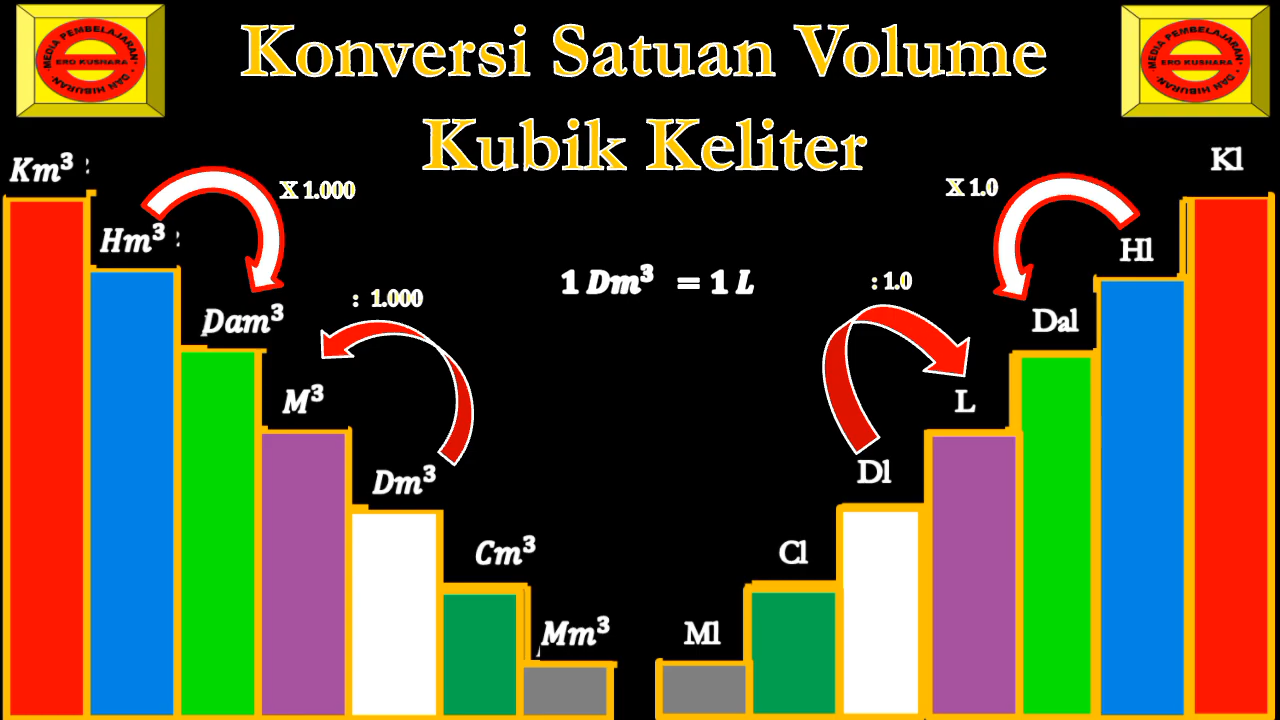 MEDIA PEMBELAJARAN
ERO KUSHARA
DAN HIBURAN
Konversi Satuan Volume
Kubik Keliter
MEDIA PEMBELAJARAN
ERO KUSHARA
DAN HIBURAN
Km³ :
X 1.000
Hm³ :
Dam³
: 1.000
M³
Dm³
Cm³
Mm³
1 Dm³ = 1 L
Kl
X 1.0
Hl
: 1.0
Dal
L
Dl
Cl
Ml